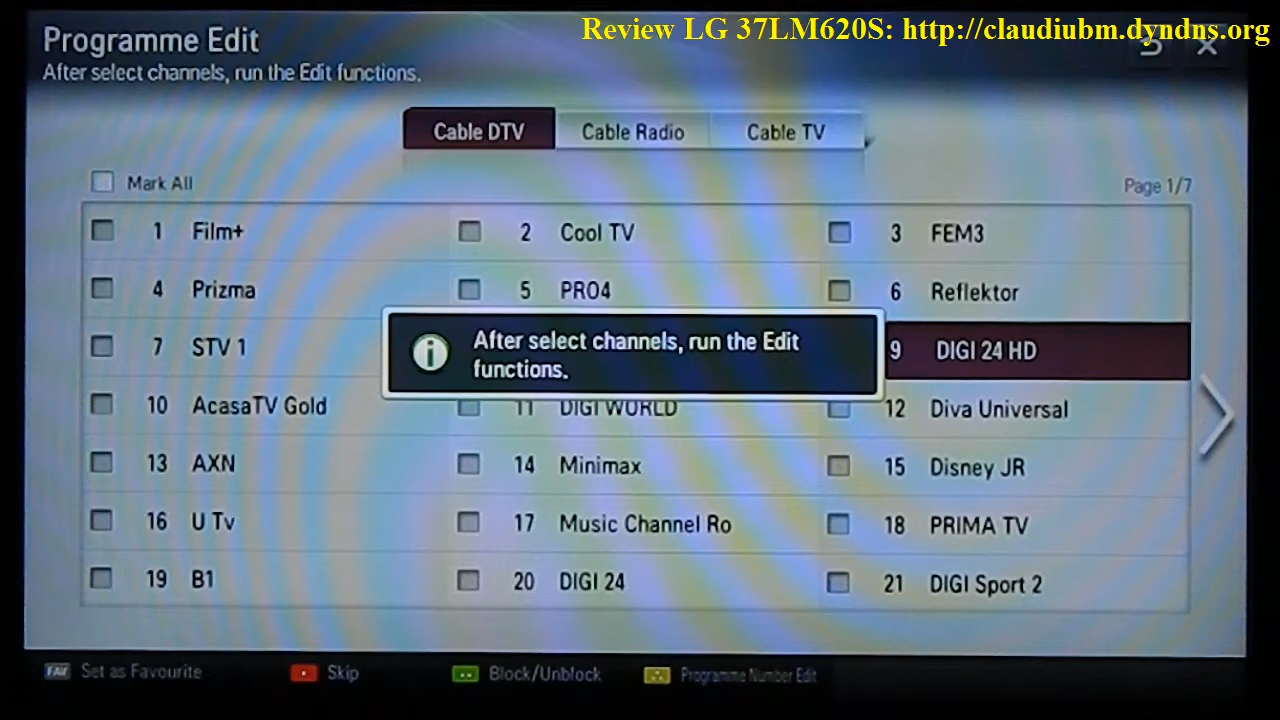 Review LG 37LM620S: http://claudiubm.dyndns.org
Programme Edit
After select channels, run the Edit functions.
Cable DTV Cable Radio Cable TV
Mark All Page 1/7
1 Film+ 2 Cool TV 3 FEM3
4 Prizma 5 PRO4 6 Reflektor
7 STV 1 9 DIGI 24 HD
After select channels, run the Edit
functions.
10 AcasaTV Gold 11 DIGI WORLD 12 Diva Universal
13 AXN 14 Minimax 15 Disney JR
16 U Tv 17 Music Channel Ro 18 PRIMA TV
19 B1 20 DIGI 24 21 DIGI Sport 2
FAV Set as Favourite Skip Block/Unblock Programme Number Edit